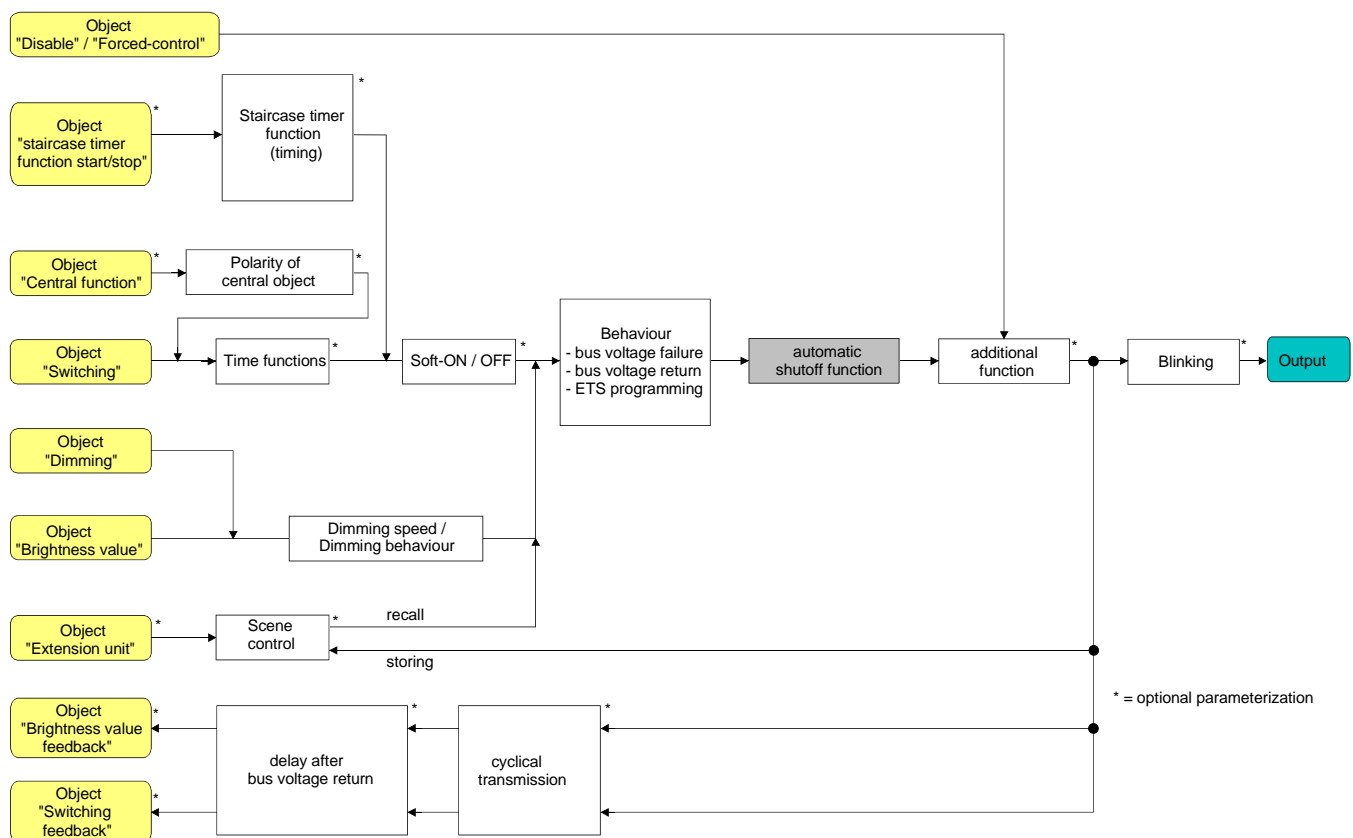 Object
"Disable" / "Forced-control"
*
Object
"staircase timer
function start/stop"
*
Staircase timer
function
(timing)
*
Object
"Central function"
*
Polarity of
central object
*
Object
"Switching"
Time functions
*
Soft-ON / OFF
*
Behaviour
- bus voltage failure
- bus voltage return
- ETS programming
automatic
shutoff function
additional
function
*
Blinking
*
Output
Object
"Dimming"
Object
"Brightness value"
Dimming speed /
Dimming behaviour
Object
"Extension unit"
*
Scene
control
*
recall
storing
* = optional parameterization
Object
"Brightness value
feedback"
*
delay after
bus voltage return
*
cyclical
transmission
*
Object
"Switching
feedback"
*